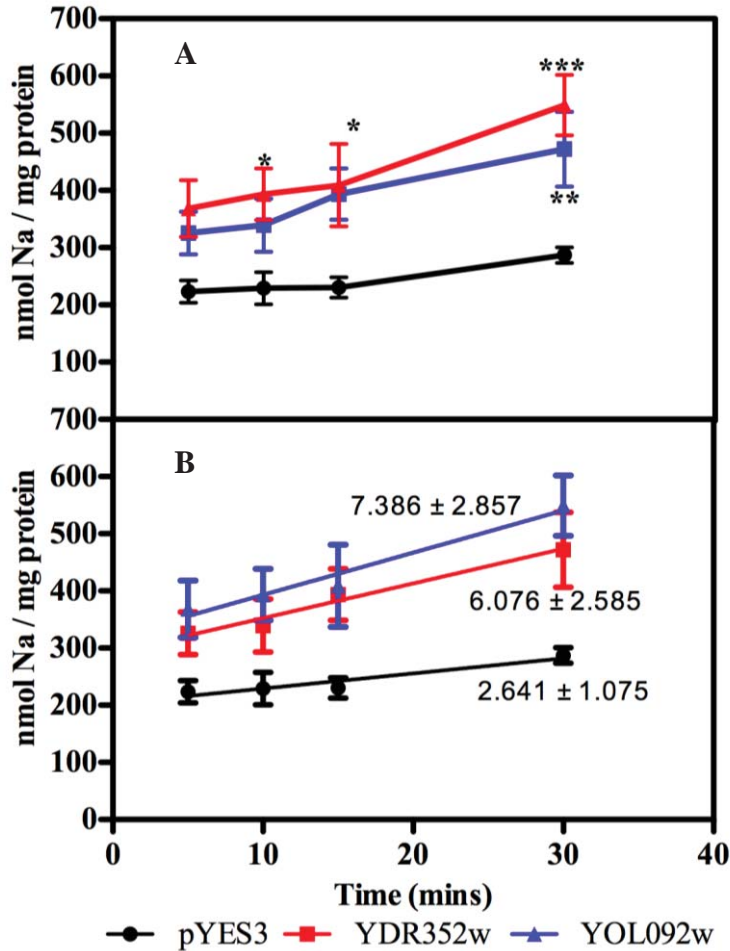 700
A
600
***
500
*
*
400
**
300
200
100
nmol Na / mg protein
700
B
600
7.386 ± 2.857
500
400
6.076 ± 2.585
300
200
2.641 ± 1.075
100
0
nmol Na / mg protein
0 10 20 30 40
Time (mins)
pYES3 YDR352w YOL092w